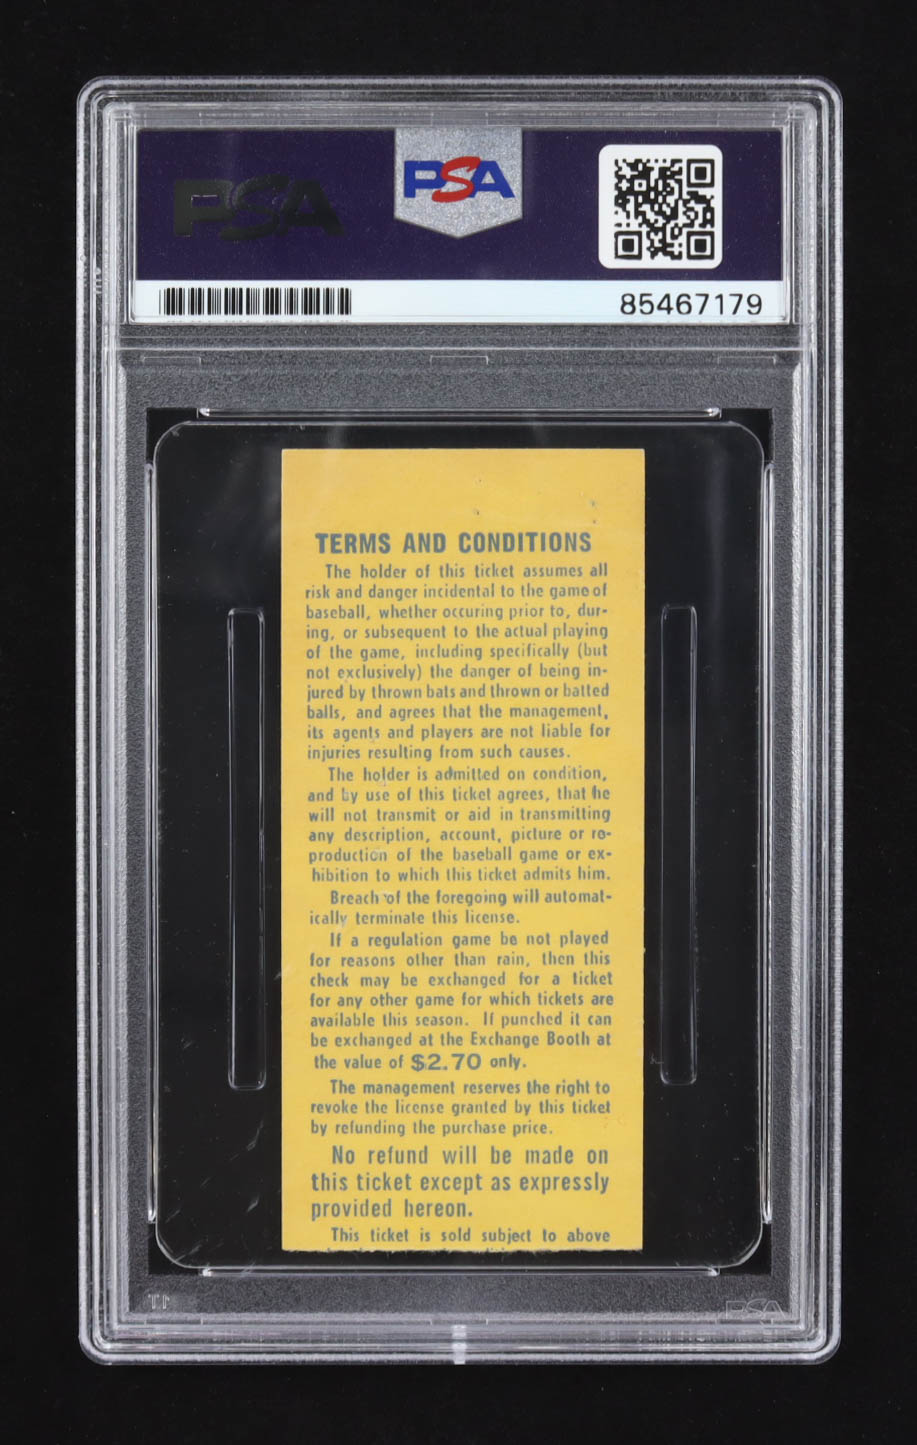 PSA
PSA
85467179
TERMS AND CONDITIONS
The holder of this ticket assumes all
risk and danger incidental to the game of
baseball, whether occuring prior to, dur-
ing, or subsequent to the actual playing
of the game, including specifically (but
not exclusively) the danger of being in-
jured by thrown bats and thrown or batted
balls, and agrees that the management,
its agents and players are not liable for
injuries resulting from such causes.
The holder is admitted on condition,
and by use of this ticket agrees, that he
will not transmit or aid in transmitting
any description, account, picture or re-
production of the baseball game or ex-
hibition to which this ticket admits him.
Breach of the foregoing will automat-
ically terminate this license.
If a regulation game be not played
for reasons other than rain, then this
check may be exchanged for a ticket
for any other game for which tickets are
available this season. If punched it can
be exchanged at the Exchange Booth at
the value of $2.70 only.
The management reserves the right to
revoke the license granted by this ticket
by refunding the purchase price.
No refund will be made on
this ticket except as expressly
provided hereon.
This ticket is sold subject to above
PSA